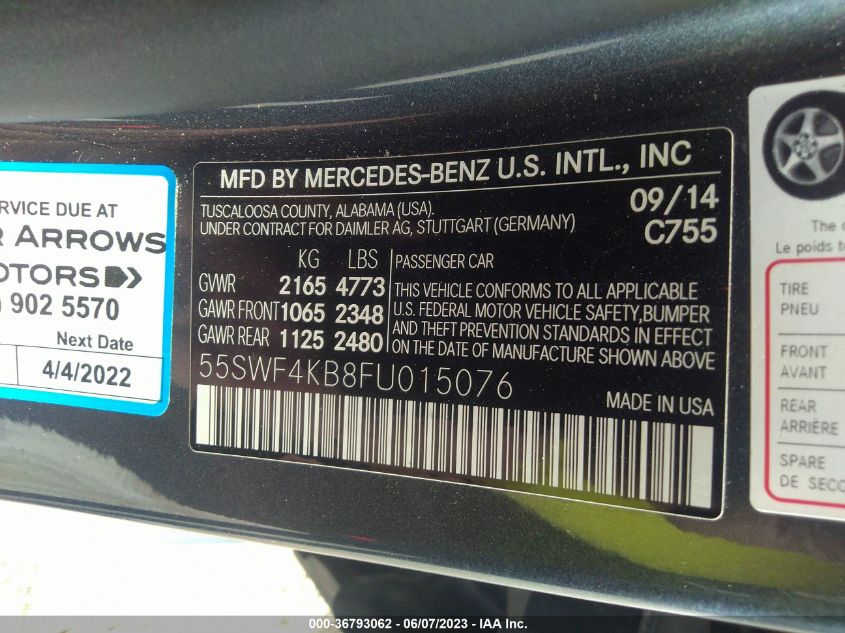 MFD BY MERCEDES-BENZ U.S. INTL., INC
TUSCALOOSA COUNTY, ALABAMA (USA).
UNDER CONTRACT FOR DAIMLER AG, STUTTGART (GERMANY)
09/14
C755
KG LBS
GVWR 2165 4773
GAWR FRONT 1065 2348
GAWR REAR 1125 2480
PASSENGER CAR
THIS VEHICLE CONFORMS TO ALL APPLICABLE
U.S. FEDERAL MOTOR VEHICLE SAFETY, BUMPER
AND THEFT PREVENTION STANDARDS IN EFFECT
ON THE DATE OF MANUFACTURE SHOWN ABOVE
55SWF4KB8FU015076
MADE IN USA
ERVICE DUE AT
R ARROWS
OTORS
902 5570
Next Date
4/4/2022
The c
Le poids to
TIRE
PNEU
FRONT
AVANT
REAR
ARRIÈRE
SPARE
DE SECO
000-36793062 - 06/07/2023 - IAA Inc.